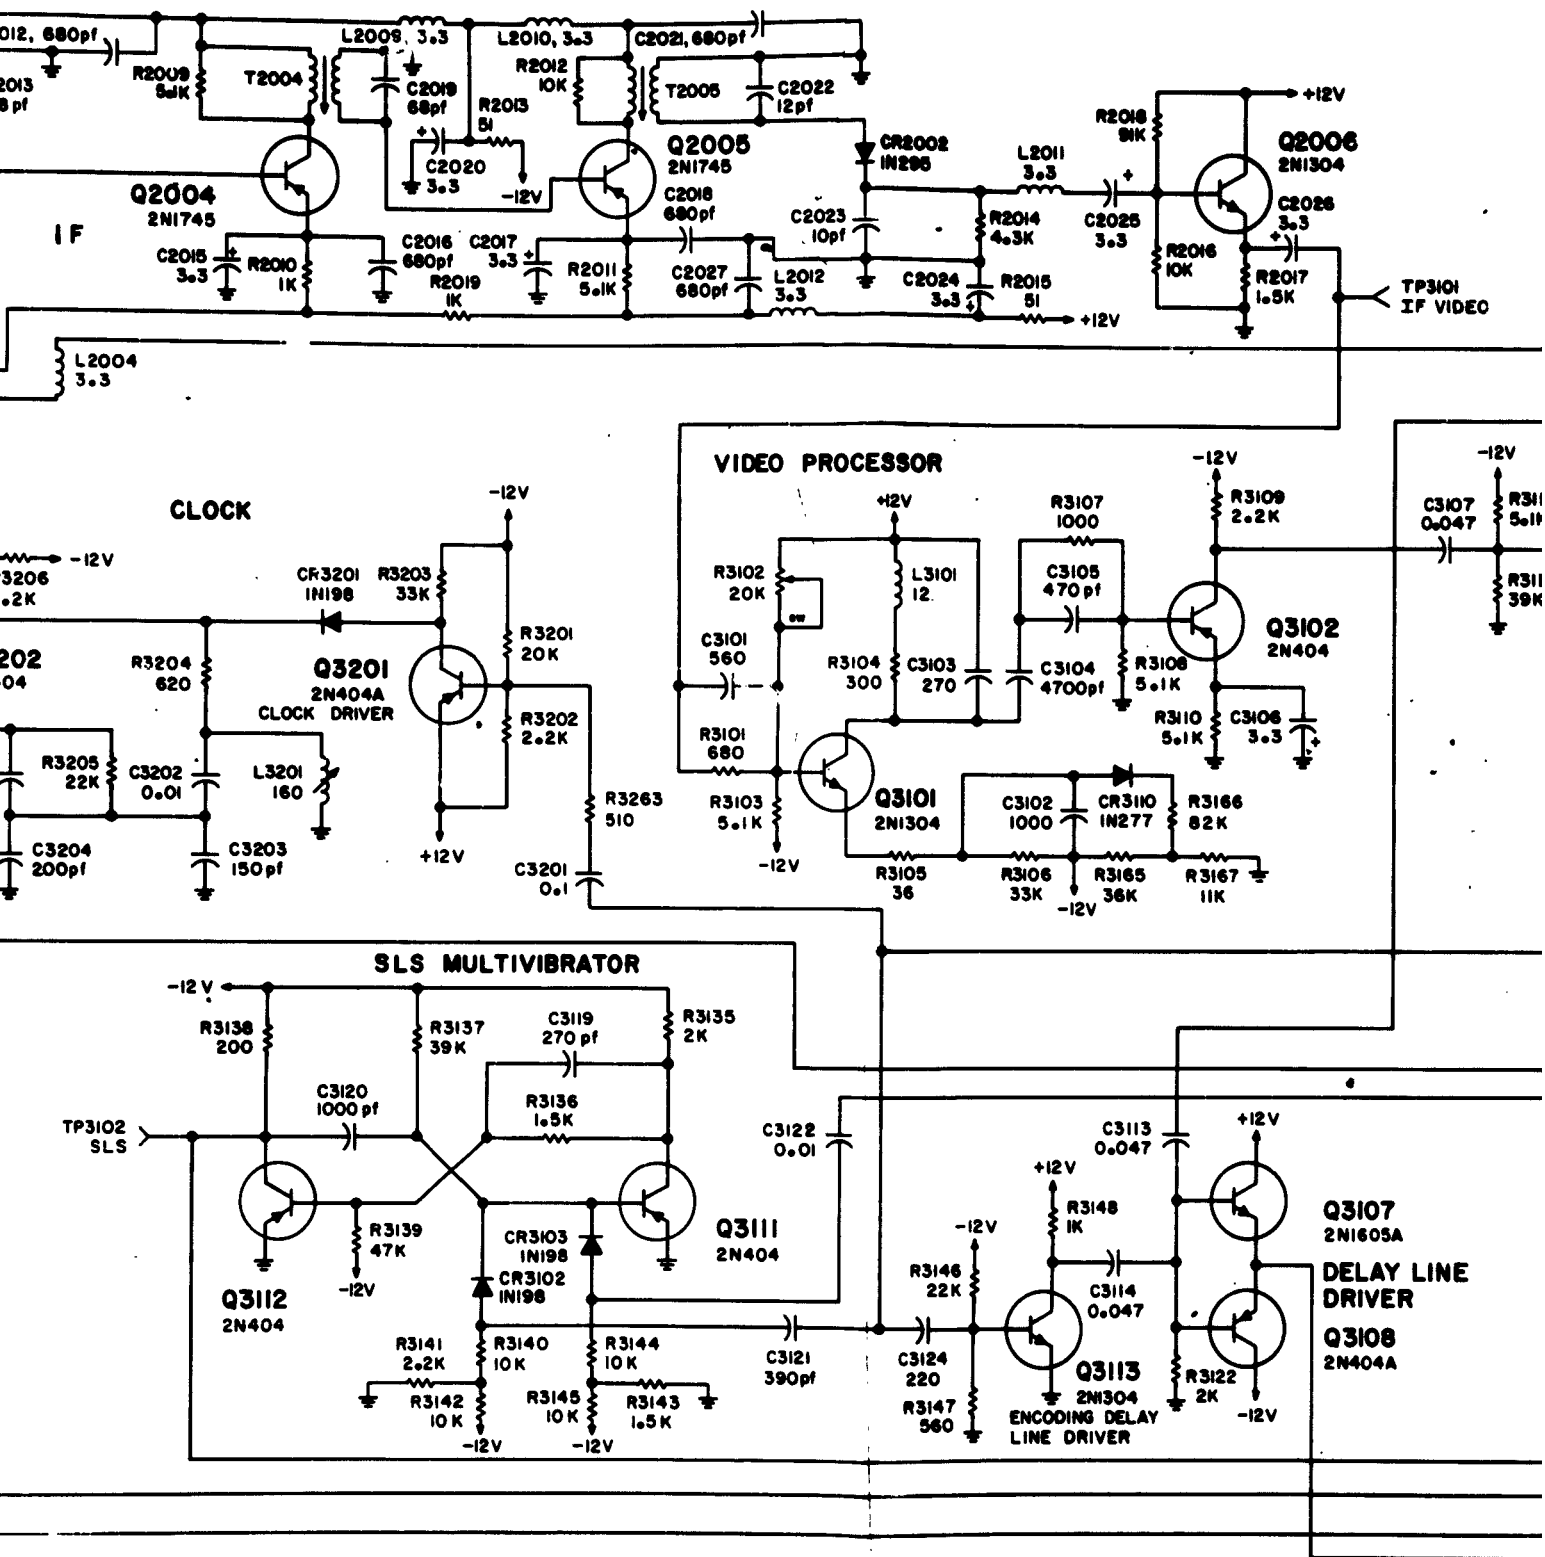 012, 680pf
L2009, 3.3
L2010, 3.3
C2021, 680pf
R2009
5.1K
T2004
C2019
68pf
R2013
51
R2012
10K
T2005
C2022
12pf
+12V
2013
8pf
C2020
3.3
-12V
Q2005
2N1745
CR2002
1N295
L2011
3.3
R2018
91K
Q2006
2N1304
Q2004
2N1745
C2018
680pf
C2023
10pf
R2014
4.3K
C2025
3.3
C2026
3.3
IF
C2015
3.3
R2010
1K
C2016
680pf
C2017
3.3
R2011
5.1K
C2027
680pf
L2012
3.3
C2024
3.3
R2015
51
R2016
10K
R2017
1.5K
R2019
1K
+12V
TP3101
IF VIDEO
L2004
3.3
VIDEO PROCESSOR
CLOCK
-12V
+12V
R3107
1000
-12V
R3109
2.2K
C3107
0.047
-12V
R311
5.1K
-12V
3206
.2K
CR3201
1N198
R3203
33K
R3102
20K
CW
L3101
12
C3105
470pf
R311
39K
202
04
R3204
620
Q3201
2N404A
CLOCK DRIVER
R3201
20K
C3101
560
R3104
300
C3103
270
C3104
4700pf
R3108
5.1K
Q3102
2N404
R3202
2.2K
R3101
680
R3110
5.1K
C3106
3.3
R3205
22K
C3202
0.01
L3201
160
R3263
510
R3103
5.1K
Q3101
2N1304
C3102
1000
CR3110
1N277
R3166
82K
C3204
200pf
C3203
150pf
+12V
C3201
0.1
-12V
R3105
36
R3106
33K
-12V
R3165
36K
R3167
11K
SLS MULTIVIBRATOR
-12V
R3138
200
R3137
39K
C3119
270pf
R3135
2K
C3120
1000pf
R3136
1.5K
TP3102
SLS
C3122
0.01
C3113
0.047
+12V
+12V
R3139
47K
-12V
CR3103
1N198
CR3102
1N198
Q3111
2N404
-12V
R3148
1K
Q3107
2N1605A
Q3112
2N404
R3146
22K
C3114
0.047
DELAY LINE
DRIVER
R3141
2.2K
R3140
10K
R3144
10K
C3121
390pf
C3124
220
Q3113
2N1304
ENCODING DELAY
LINE DRIVER
R3122
2K
Q3108
2N404A
R3142
10K
R3145
10K
R3143
1.5K
R3147
560
-12V
-12V
-12V